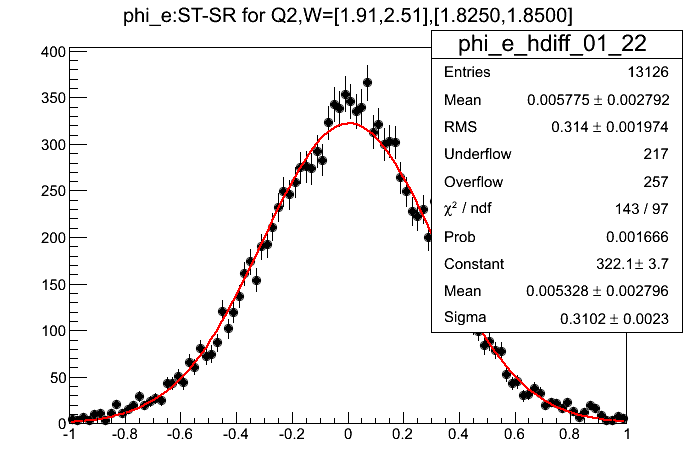 phi_e:ST-SR for Q2,W=[1.91,2.51],[1.8250,1.8500]
phi_e_hdiff_01_22
Entries 13126
Mean 0.005775 ± 0.002792
RMS 0.314 ± 0.001974
Underflow 217
Overflow 257
χ² / ndf 143 / 97
Prob 0.001666
Constant 322.1± 3.7
Mean 0.005328 ± 0.002796
Sigma 0.3102 ± 0.0023
400
350
300
250
200
150
100
50
0
-1 -0.8 -0.6 -0.4 -0.2 0 0.2 0.4 0.6 0.8 1